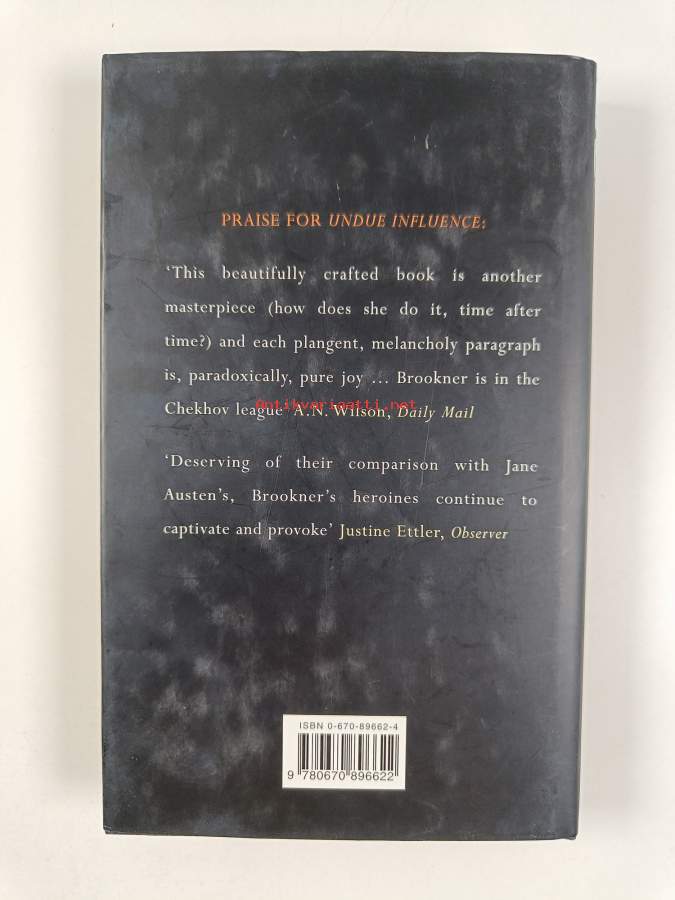 PRAISE FOR UNDUE INFLUENCE:
‘This beautifully crafted book is another
masterpiece (how does she do it, time after
time?) and each plangent, melancholy paragraph
is, paradoxically, pure joy … Brookner is in the
Chekhov league’ A.N. Wilson, Daily Mail
antikvariaatti.net
‘Deserving of their comparison with Jane
Austen’s, Brookner’s heroines continue to
captivate and provoke’ Justine Ettler, Observer
ISBN 0-670-89662-4
9 780670 896622